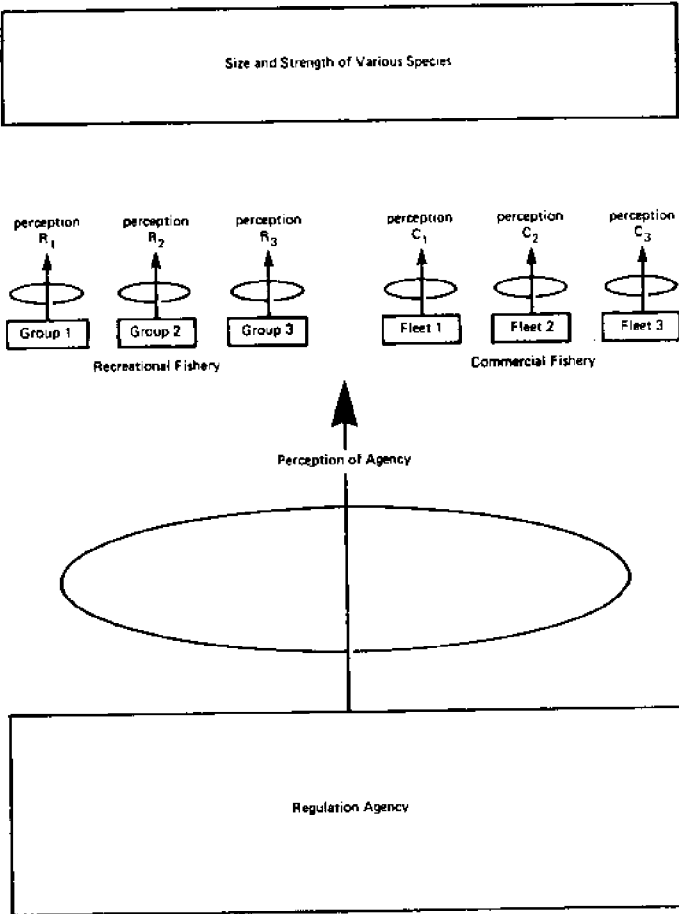 Size and Strength of Various Species
perception perception perception perception perception perception
R1 R2 R3 C1 C2 C3
Group 1 Group 2 Group 3 Fleet 1 Fleet 2 Fleet 3
Recreational Fishery Commercial Fishery
Perception of Agency
Regulation Agency